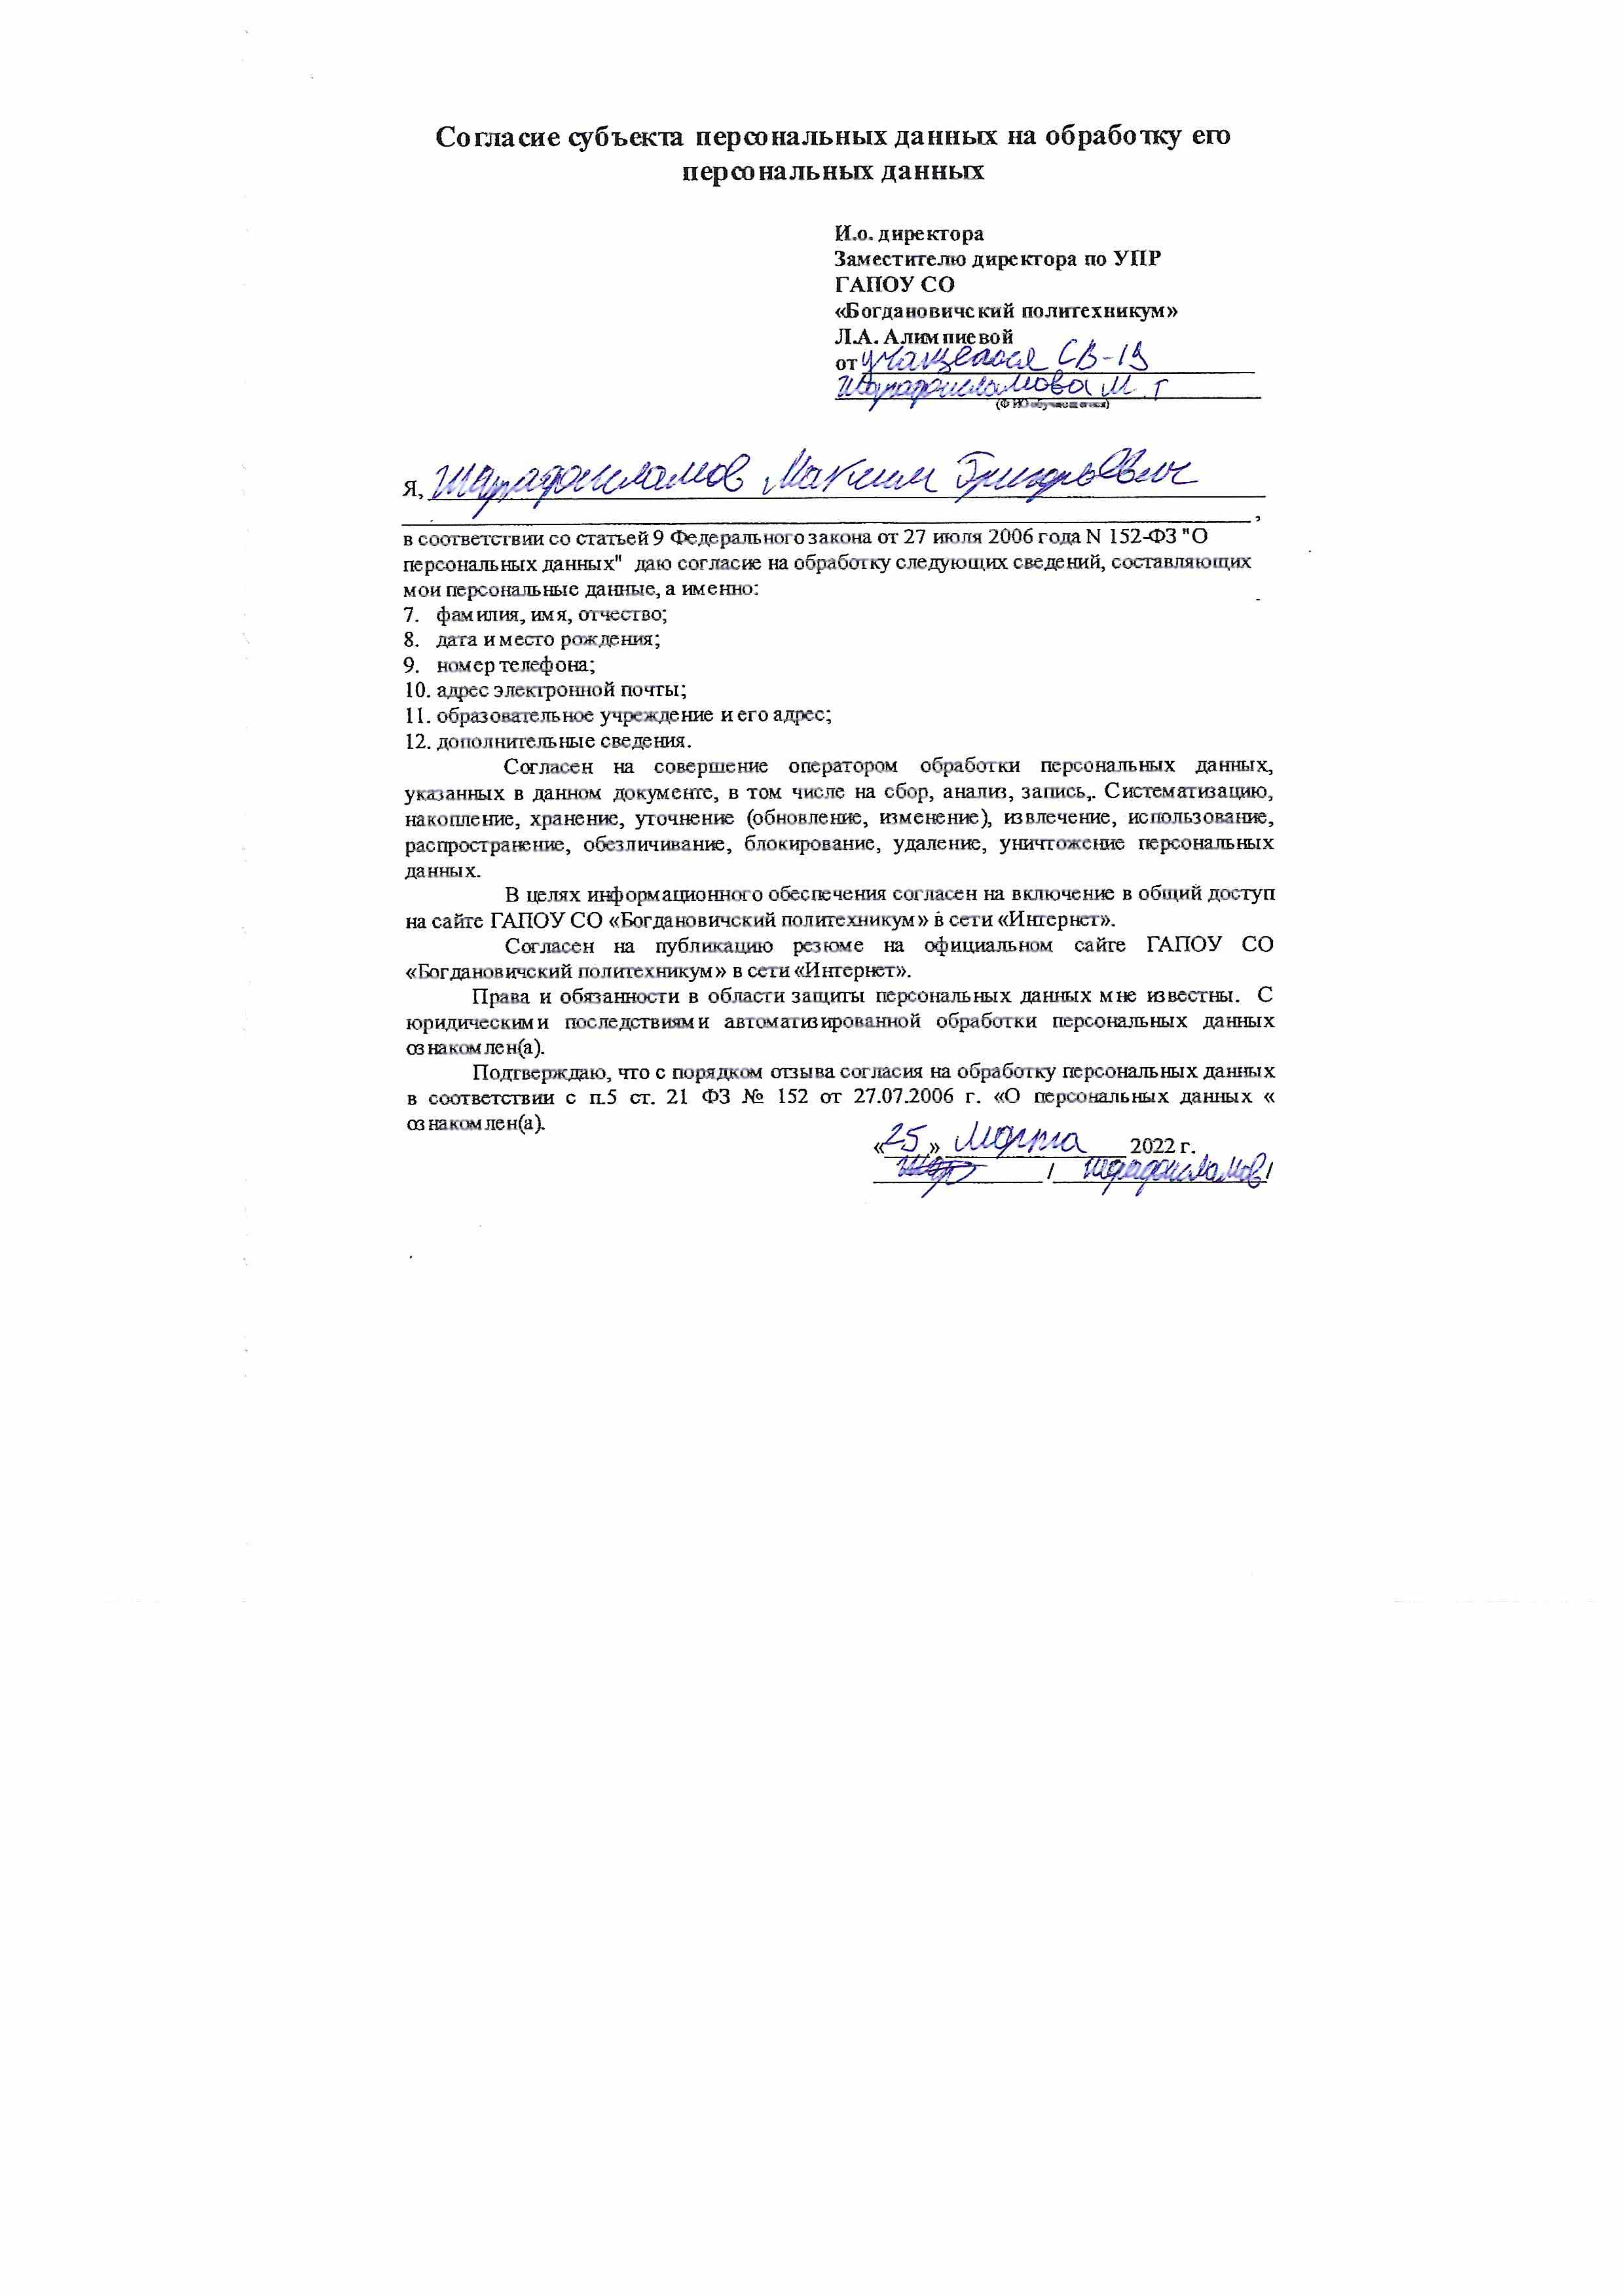 Согласие субъекта персональных данных на обработку его
персональных данных
И.о. директора
Заместителю директора по УПР
ГАПОУ СО
«Богдановичский политехникум»
Л.А. Алимпиевой
от учащегося СВ-19
Шарафисламова М. Г
(ФИО обучающегося)
Я, Шарафисламов Максим Григорьевич
,
в соответствии со статьей 9 Федерального закона от 27 июля 2006 года N 152-ФЗ "О
персональных данных" даю согласие на обработку следующих сведений, составляющих
мои персональные данные, а именно:
7. фамилия, имя, отчество;
8. дата и место рождения;
9. номер телефона;
10. адрес электронной почты;
11. образовательное учреждение и его адрес;
12. дополнительные сведения.
Согласен на совершение оператором обработки персональных данных,
указанных в данном документе, в том числе на сбор, анализ, запись,. Систематизацию,
накопление, хранение, уточнение (обновление, изменение), извлечение, использование,
распространение, обезличивание, блокирование, удаление, уничтожение персональных
данных.
В целях информационного обеспечения согласен на включение в общий доступ
на сайте ГАПОУ СО «Богдановичский политехникум» в сети «Интернет».
Согласен на публикацию резюме на официальном сайте ГАПОУ СО
«Богдановичский политехникум» в сети «Интернет».
Права и обязанности в области защиты персональных данных мне известны. С
юридическими последствиями автоматизированной обработки персональных данных
ознакомлен(а).
Подтверждаю, что с порядком отзыва согласия на обработку персональных данных
в соответствии с п.5 ст. 21 ФЗ № 152 от 27.07.2006 г. «О персональных данных «
ознакомлен(а).
«25» Марта 2022 г.
/ Шарафисламов /